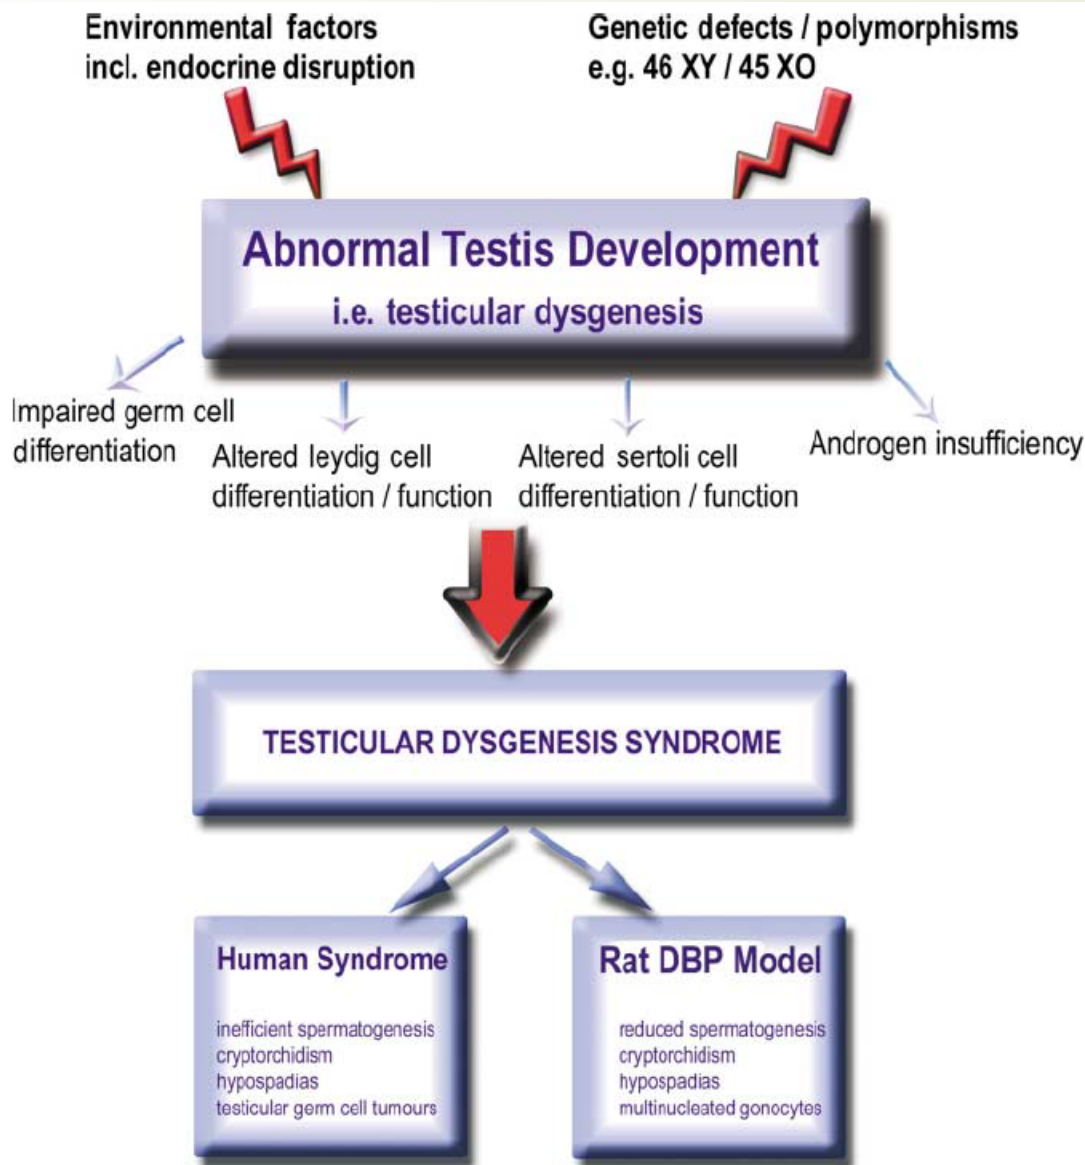 Environmental factors
incl. endocrine disruption
Genetic defects / polymorphisms
e.g. 46 XY / 45 XO
Abnormal Testis Development
i.e. testicular dysgenesis
Impaired germ cell
differentiation
Altered leydig cell
differentiation / function
Altered sertoli cell
differentiation / function
Androgen insufficiency
TESTICULAR DYSGENESIS SYNDROME
Human Syndrome
inefficient spermatogenesis
cryptorchidism
hypospadias
testicular germ cell tumours
Rat DBP Model
reduced spermatogenesis
cryptorchidism
hypospadias
multinucleated gonocytes